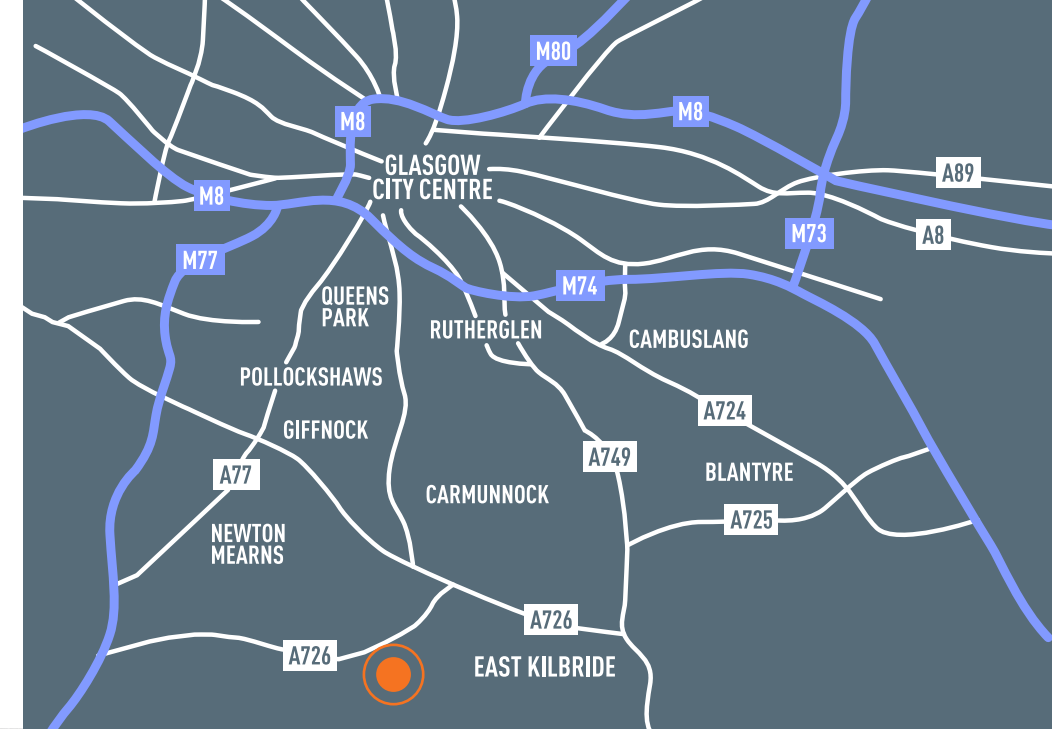 M80
M8
M8
GLASGOW
CITY CENTRE
A89
M8
M73
A8
M77
M74
QUEENS
PARK
RUTHERGLEN
CAMBUSLANG
POLLOCKSHAWS
A724
GIFFNOCK
A749
A77
BLANTYRE
CARMUNNOCK
A725
NEWTON
MEARNS
A726
A726
EAST KILBRIDE